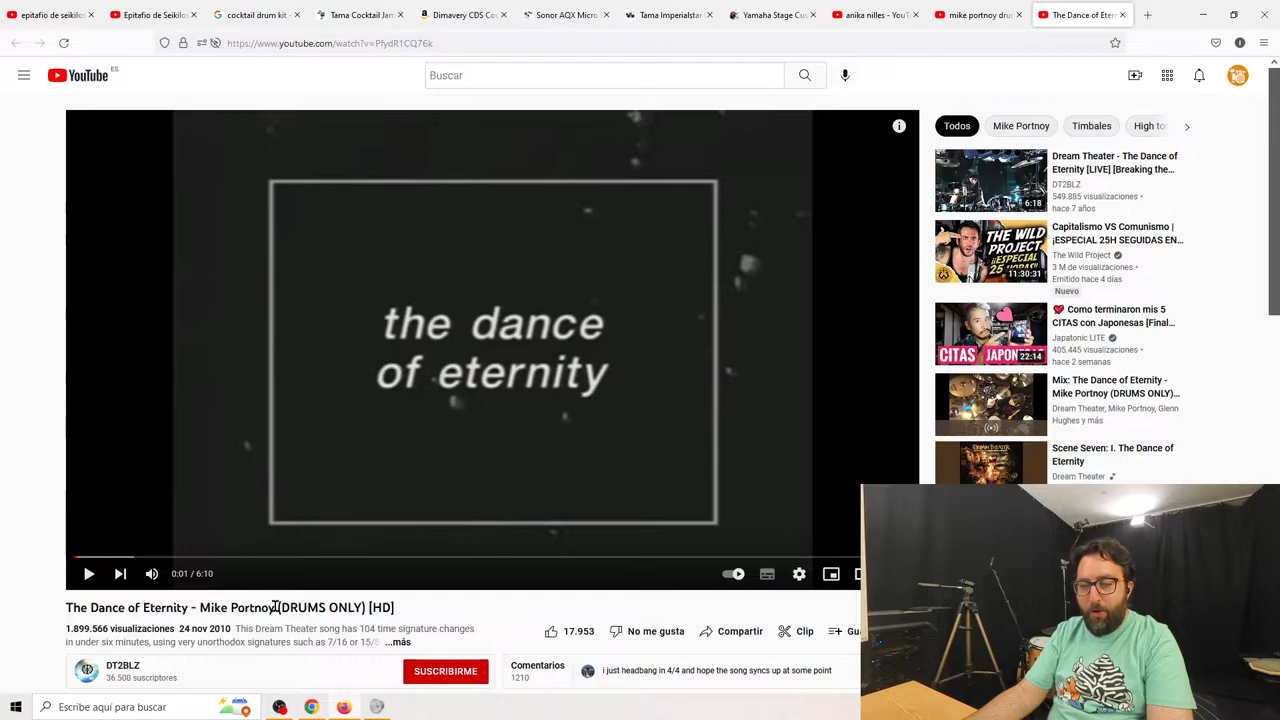 epitafio de seikilos
Epitafio de Seikilos
cocktail drum kit -
Tama Cocktail Jam
Dimavery CDS Co
Sonor AQX Micro
Tama Imperialstar
Yamaha Stage Cus
anika nilles - YouT
mike portnoy dru
The Dance of Eter
https://www.youtube.com/watch?v=PfydR1CQ76k
YouTube
ES
Buscar
the dance
of eternity
0:01 / 6:10
The Dance of Eternity - Mike Portnoy (DRUMS ONLY) [HD]
1.899.566 visualizaciones 24 nov 2010 This Dream Theater song has 104 time signature changes
in under six minutes, using very unorthodox signatures such as 7/16 or 15/8 ...más
17.953
No me gusta
Compartir
Clip
Gu
DT2BLZ
36.500 suscriptores
SUSCRIBIRME
Comentarios
1210
i just headbang in 4/4 and hope the song syncs up at some point
Todos
Mike Portnoy
Timbales
High to
Dream Theater - The Dance of
Eternity [LIVE] [Breaking the...
DT2BLZ
549.885 visualizaciones •
hace 7 años
6:18
THE WILD
PROJECT
¡ESPECIAL
25 HORAS!
11:30:31
Capitalismo VS Comunismo |
¡ESPECIAL 25H SEGUIDAS EN...
The Wild Project
3 M de visualizaciones •
Emitido hace 4 días
Nuevo
CITAS JAPON
22:14
Como terminaron mis 5
CITAS con Japonesas [Final...
Japatonic LITE
405.445 visualizaciones •
hace 2 semanas
Mix: The Dance of Eternity -
Mike Portnoy (DRUMS ONLY)...
Dream Theater, Mike Portnoy, Glenn
Hughes y más
Scene Seven: I. The Dance of
Eternity
Dream Theater
DREAM THEATER
Escribe aquí para buscar